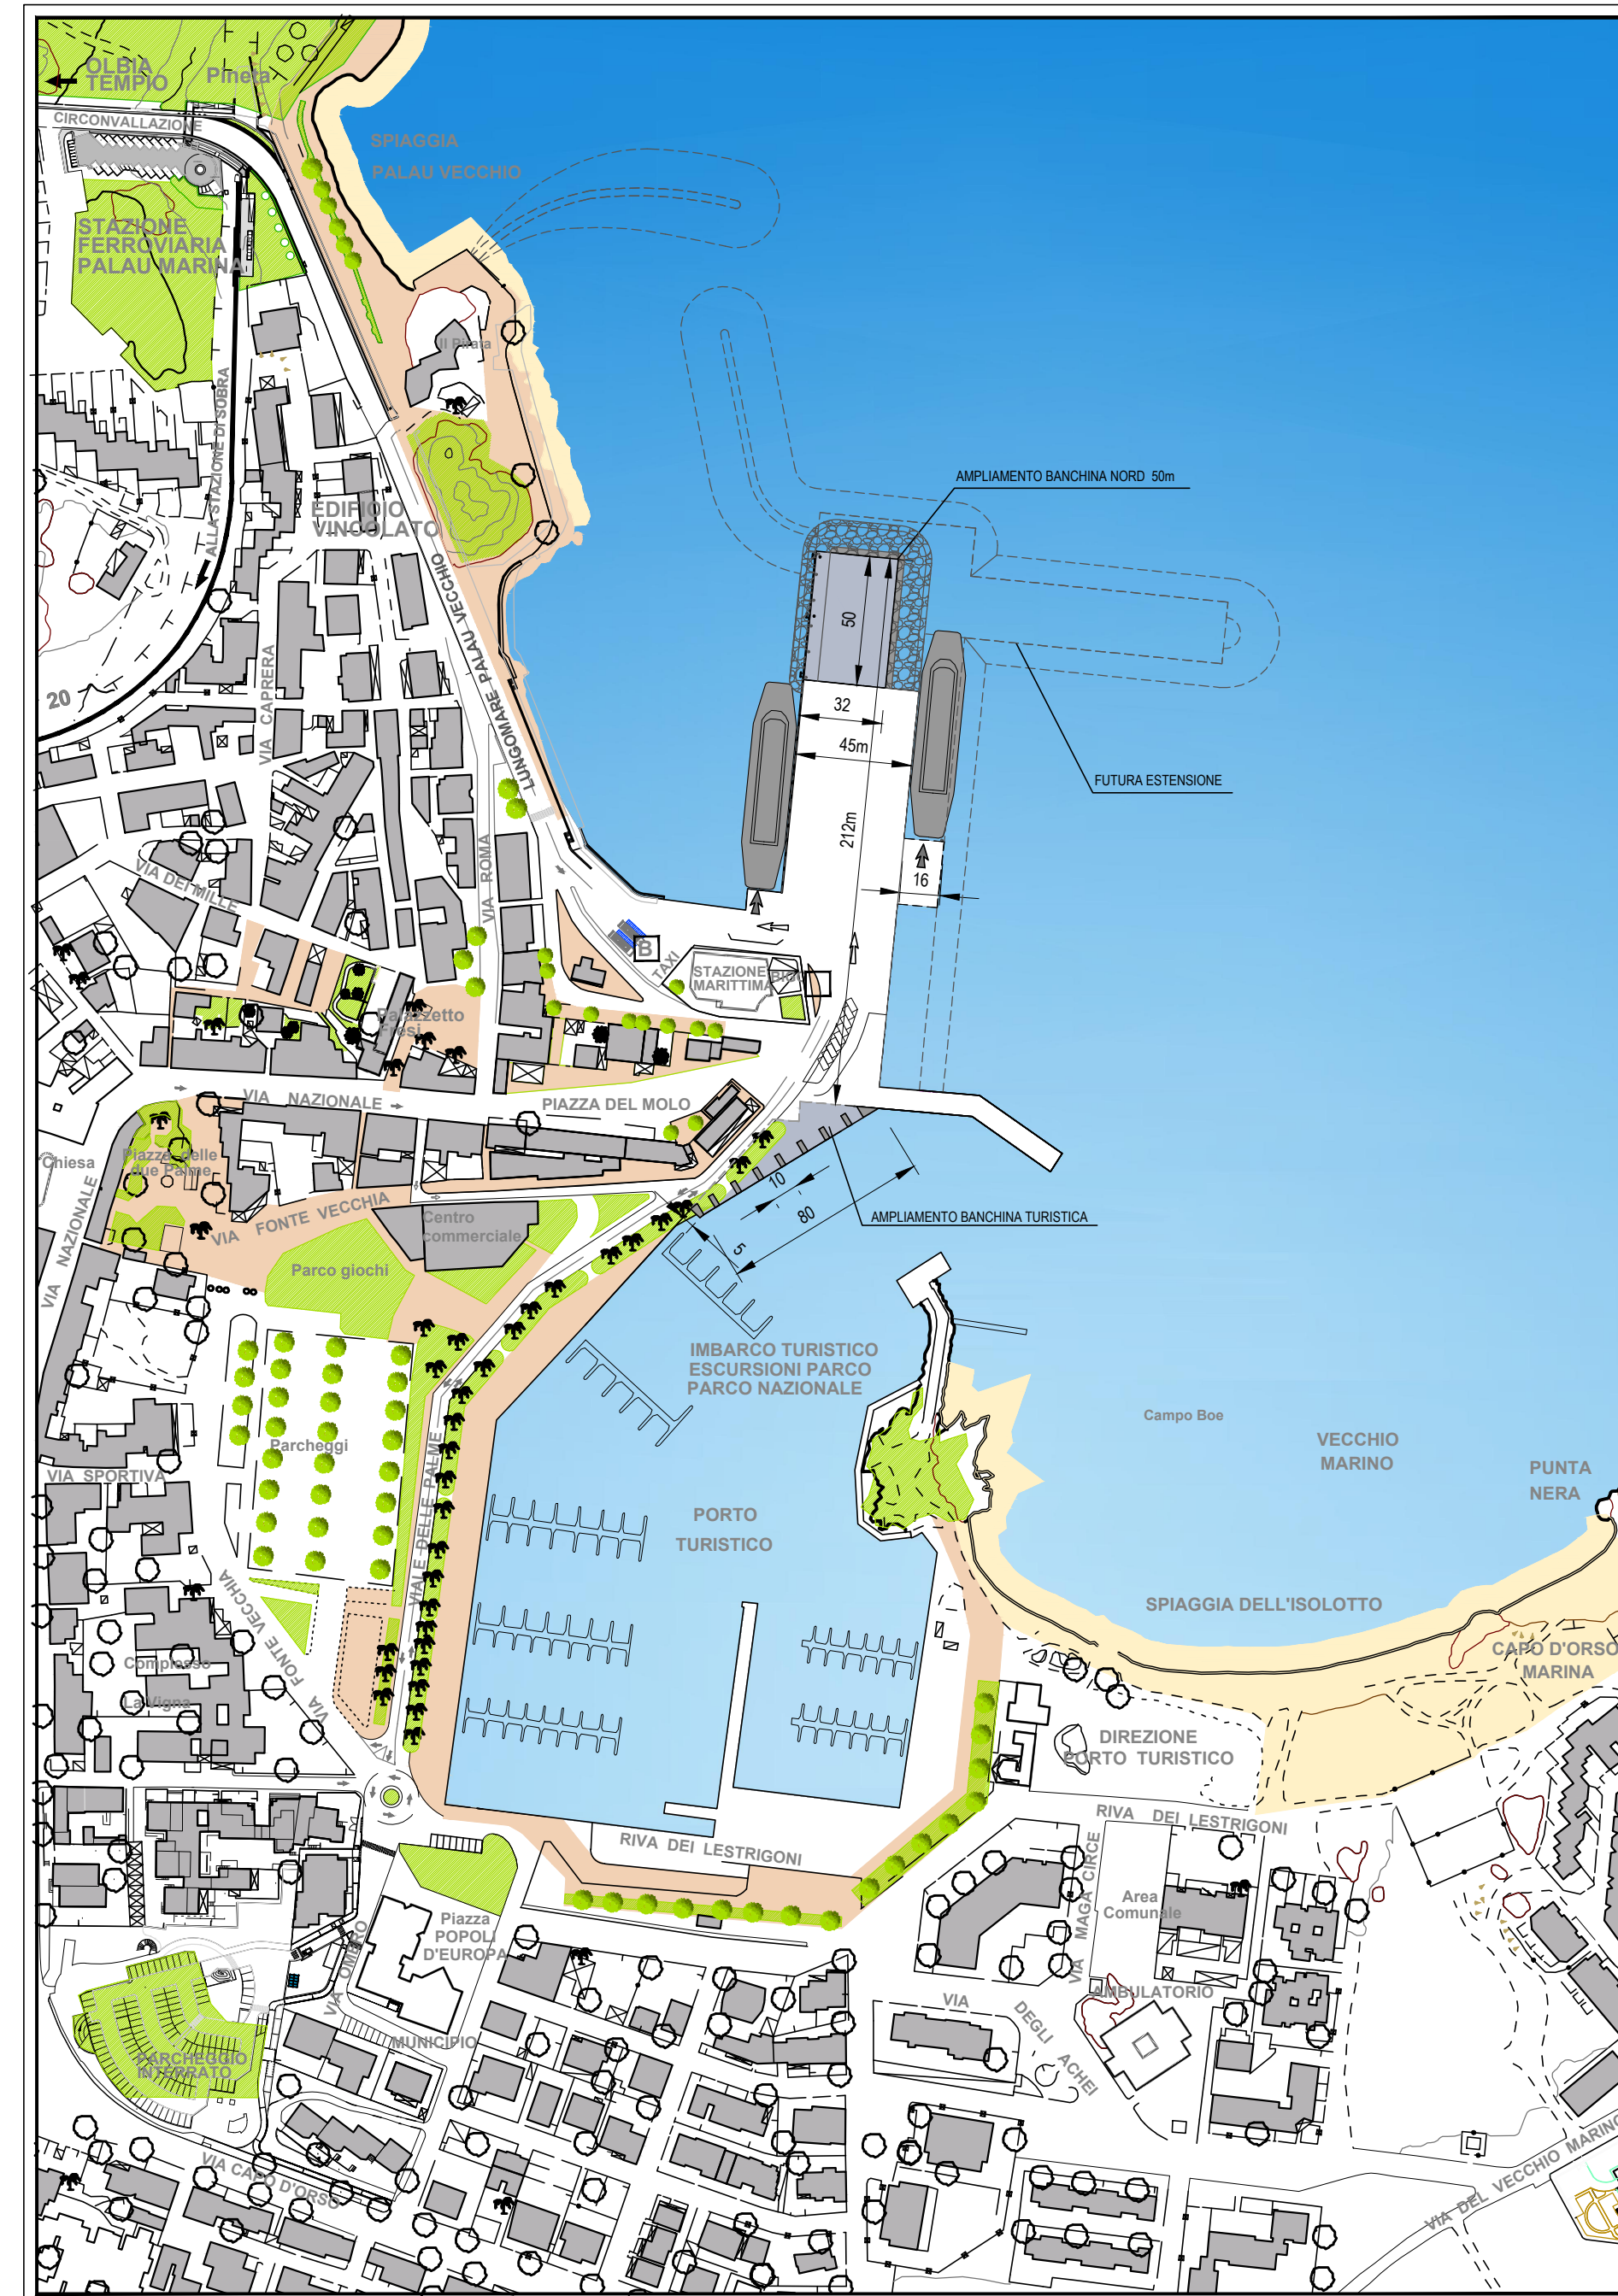 OLBIA
TEMPIO
Pineta
CIRCONVALLAZIONE
SPIAGGIA
PALAU VECCHIO
STAZIONE
FERROVIARIA
PALAU MARINA
Il Pirata
ALLA STAZIONE DI SOBRA
EDIFICIO
VINCOLATO
LUNGOMARE PALAU VECCHIO
AMPLIAMENTO BANCHINA NORD 50m
50
32
45m
212m
16
FUTURA ESTENSIONE
20
VIA CAPRERA
VIA ROMA
VIA DEI MILLE
B
TAXI
STAZIONE
MARITTIMA
Palazzetto
Fresi
VIA NAZIONALE
PIAZZA DEL MOLO
Chiesa
Piazza delle
due Palme
VIA NAZIONALE
VIA FONTE VECCHIA
Centro
commerciale
10
80
5
AMPLIAMENTO BANCHINA TURISTICA
Parco giochi
IMBARCO TURISTICO
ESCURSIONI PARCO
PARCO NAZIONALE
Campo Boe
VECCHIO
MARINO
PUNTA
NERA
Parcheggi
VIA SPORTIVA
VIALE DELLE PALME
PORTO
TURISTICO
VIA FONTE VECCHIA
SPIAGGIA DELL'ISOLOTTO
CAPO D'ORSO
MARINA
Complesso
La Vigna
DIREZIONE
PORTO TURISTICO
RIVA DEI LESTRIGONI
RIVA DEI LESTRIGONI
VIA MAGA CIRCE
Area
Comunale
Piazza
POPOLI
D'EUROPA
VIA OMERO
MUNICIPIO
AMBULATORIO
VIA DEGLI ACHEI
PARCHEGGIO
INTERRATO
VIA CAPO D'ORSO
VIA DEL VECCHIO MARINO